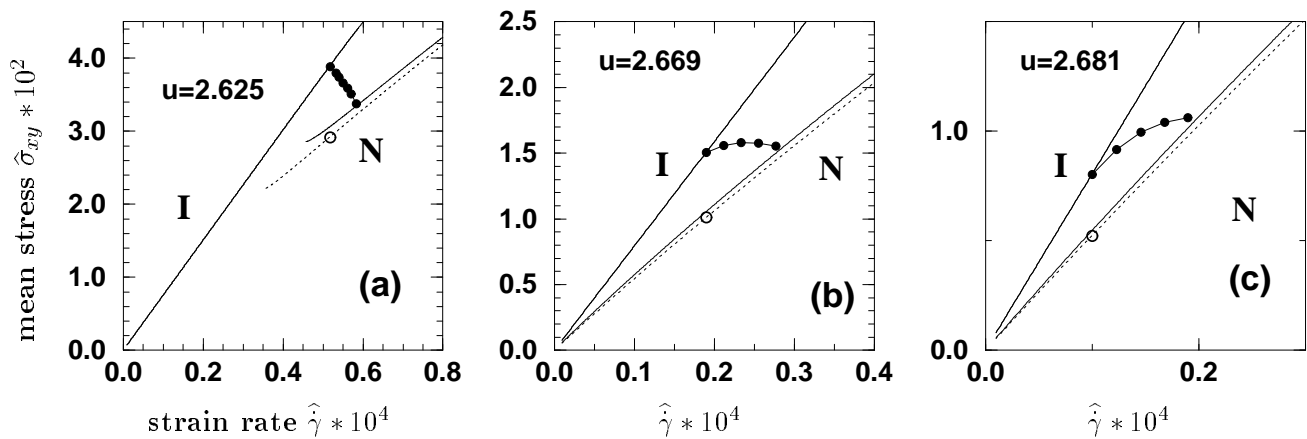 mean stress σ̂xy * 10²
4.0
3.0
2.0
1.0
0.0
u=2.625
I
N
(a)
0.0 0.2 0.4 0.6 0.8
strain rate γ̂̇ * 10⁴
2.5
2.0
1.5
1.0
0.5
0.0
u=2.669
I
N
(b)
0.0 0.1 0.2 0.3 0.4
γ̂̇ * 10⁴
1.0
0.0
u=2.681
I
N
(c)
0.0 0.2
γ̂̇ * 10⁴